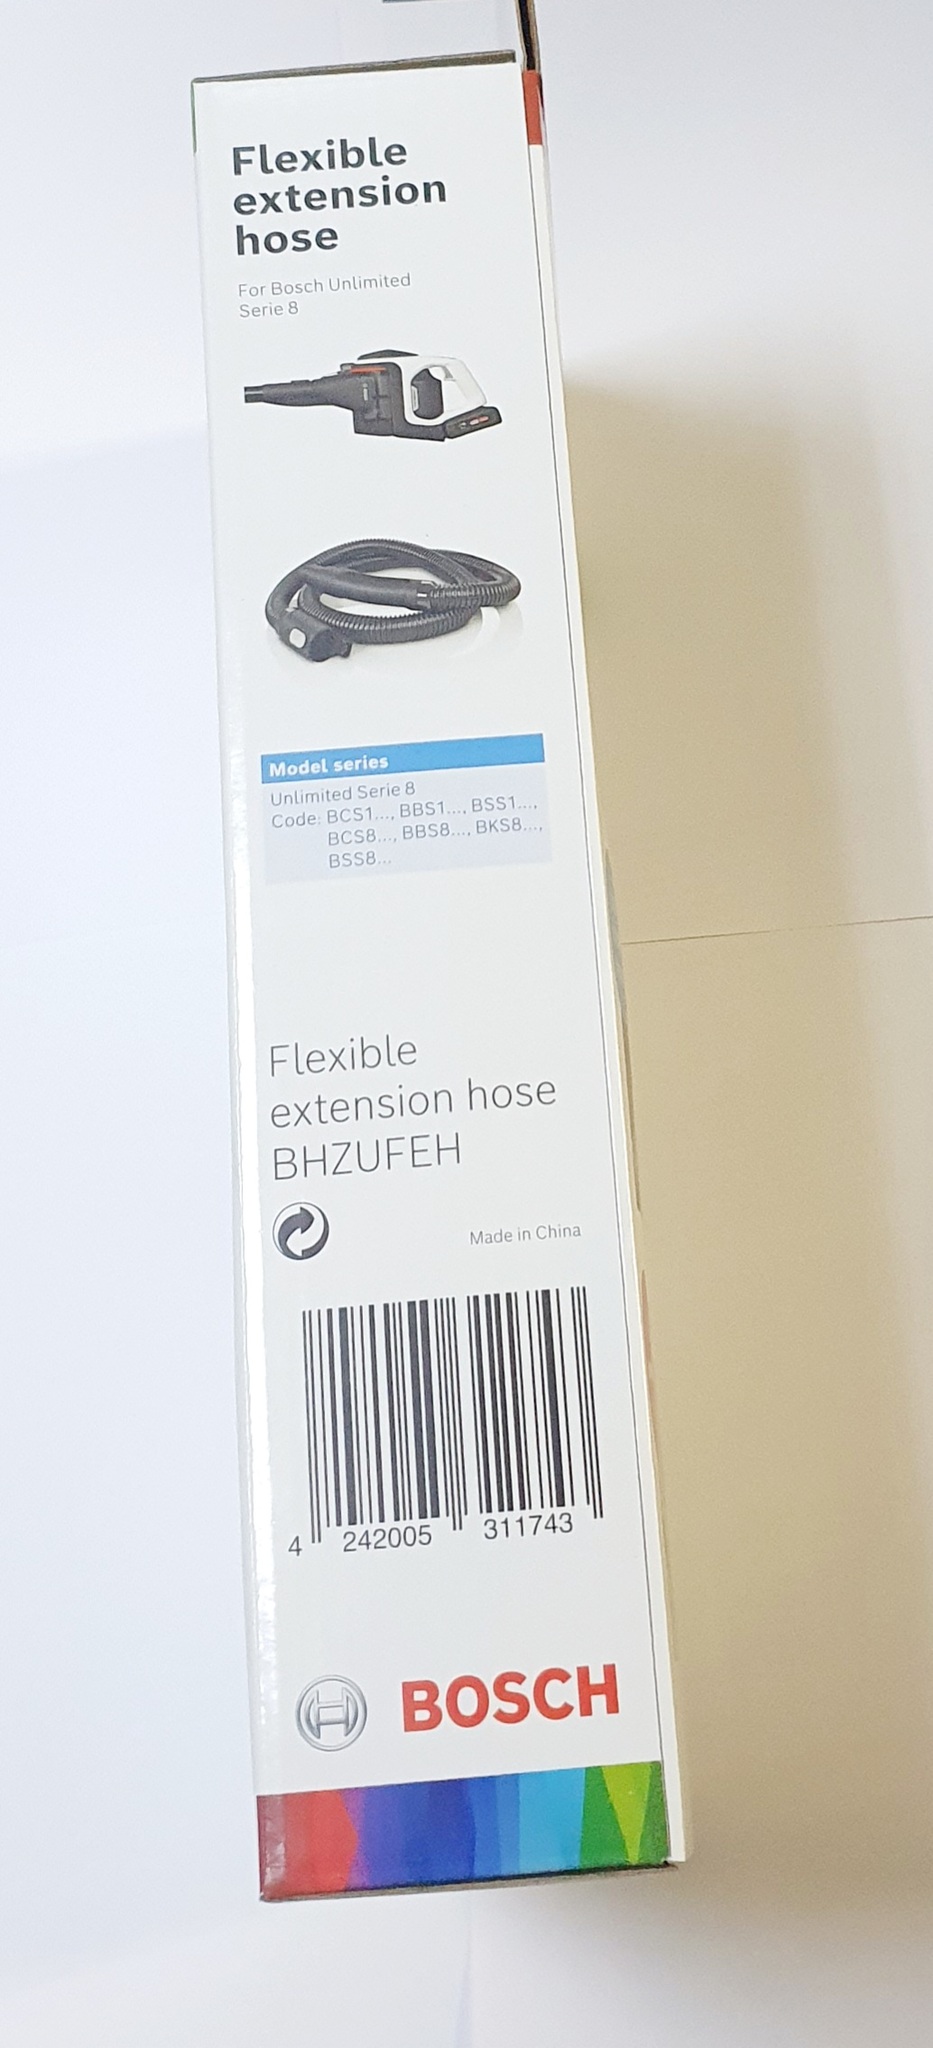 Flexible
extension
hose
For Bosch Unlimited
Serie 8
Model series
Unlimited Serie 8
Code: BCS1..., BBS1..., BSS1...,
BCS8..., BBS8..., BKS8...,
BSS8...
Flexible
extension hose
BHZUFEH
Made in China
4 242005 311743
BOSCH